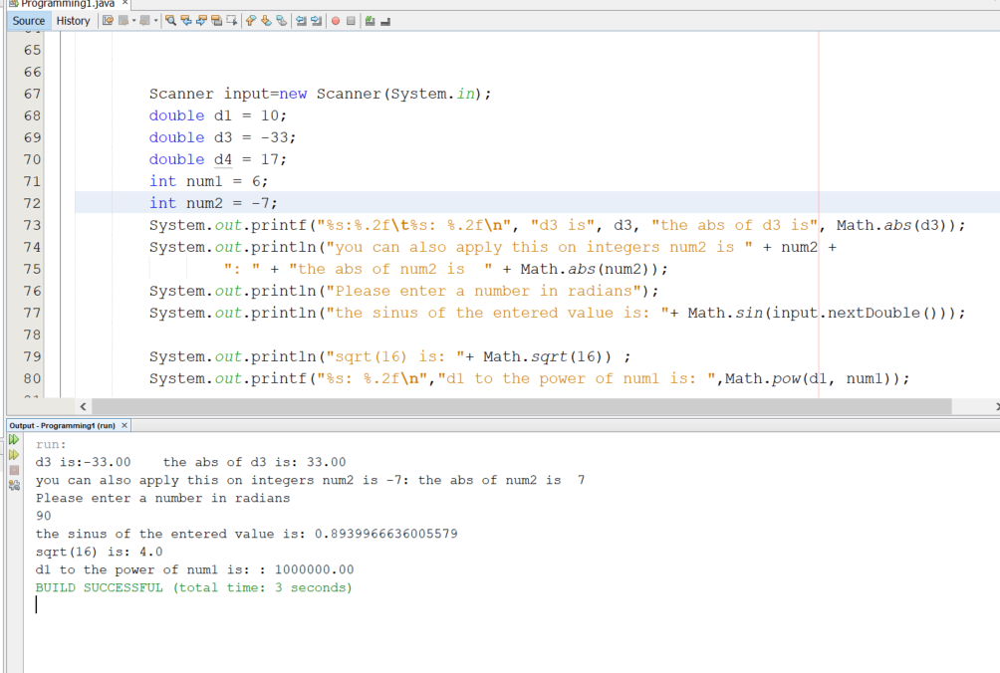 Programming1.java ×
Source History
65
66
67 Scanner input=new Scanner(System.in);
68 double d1 = 10;
69 double d3 = -33;
70 double d4 = 17;
71 int num1 = 6;
72 int num2 = -7;
73 System.out.printf("%s:%.2f\t%s: %.2f\n", "d3 is", d3, "the abs of d3 is", Math.abs(d3));
74 System.out.println("you can also apply this on integers num2 is " + num2 +
75 ": " + "the abs of num2 is  " + Math.abs(num2));
76 System.out.println("Please enter a number in radians");
77 System.out.println("the sinus of the entered value is: "+ Math.sin(input.nextDouble()));
78
79 System.out.println("sqrt(16) is: "+ Math.sqrt(16)) ;
80 System.out.printf("%s: %.2f\n","d1 to the power of num1 is: ",Math.pow(d1, num1));
Output - Programming1 (run) ×
run:
d3 is:-33.00    the abs of d3 is: 33.00
you can also apply this on integers num2 is -7: the abs of num2 is  7
Please enter a number in radians
90
the sinus of the entered value is: 0.8939966636005579
sqrt(16) is: 4.0
d1 to the power of num1 is: : 1000000.00
BUILD SUCCESSFUL (total time: 3 seconds)